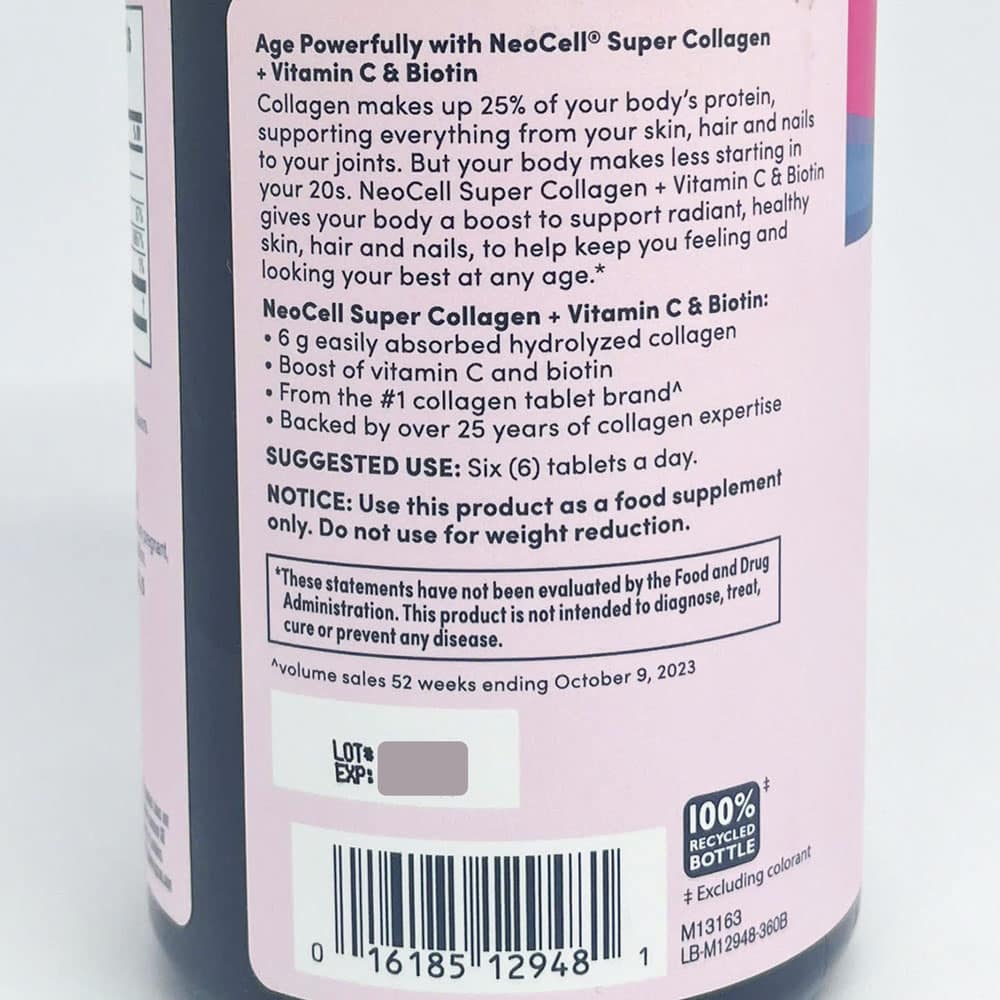 Age Powerfully with NeoCell® Super Collagen
+ Vitamin C & Biotin
Collagen makes up 25% of your body's protein,
supporting everything from your skin, hair and nails
to your joints. But your body makes less starting in
your 20s. NeoCell Super Collagen + Vitamin C & Biotin
gives your body a boost to support radiant, healthy
skin, hair and nails, to help keep you feeling and
looking your best at any age.*
NeoCell Super Collagen + Vitamin C & Biotin:
• 6 g easily absorbed hydrolyzed collagen
• Boost of vitamin C and biotin
• From the #1 collagen tablet brand^
• Backed by over 25 years of collagen expertise
SUGGESTED USE: Six (6) tablets a day.
NOTICE: Use this product as a food supplement
only. Do not use for weight reduction.
*These statements have not been evaluated by the Food and Drug
Administration. This product is not intended to diagnose, treat,
cure or prevent any disease.
^volume sales 52 weeks ending October 9, 2023
LOT#
EXP:
100%‡
RECYCLED
BOTTLE
‡ Excluding colorant
M13163
LB-M12948-360B
0 16185 12948 1